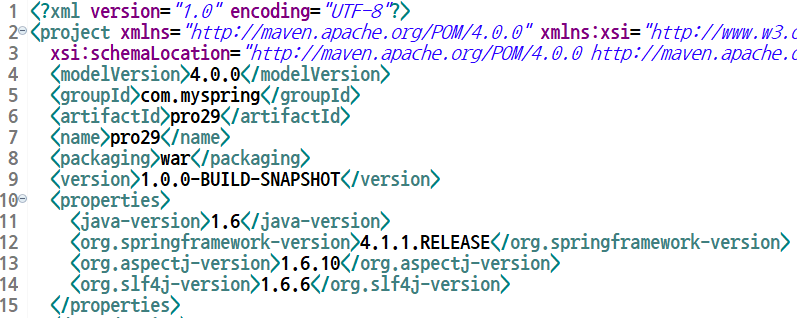 1 <?xml version="1.0" encoding="UTF-8"?>
2 <project xmlns="http://maven.apache.org/POM/4.0.0" xmlns:xsi="http://www.w3.o
3 xsi:schemaLocation="http://maven.apache.org/POM/4.0.0 http://maven.apache.o
4 <modelVersion>4.0.0</modelVersion>
5 <groupId>com.myspring</groupId>
6 <artifactId>pro29</artifactId>
7 <name>pro29</name>
8 <packaging>war</packaging>
9 <version>1.0.0-BUILD-SNAPSHOT</version>
10 <properties>
11 <java-version>1.6</java-version>
12 <org.springframework-version>4.1.1.RELEASE</org.springframework-version>
13 <org.aspectj-version>1.6.10</org.aspectj-version>
14 <org.slf4j-version>1.6.6</org.slf4j-version>
15 </properties>